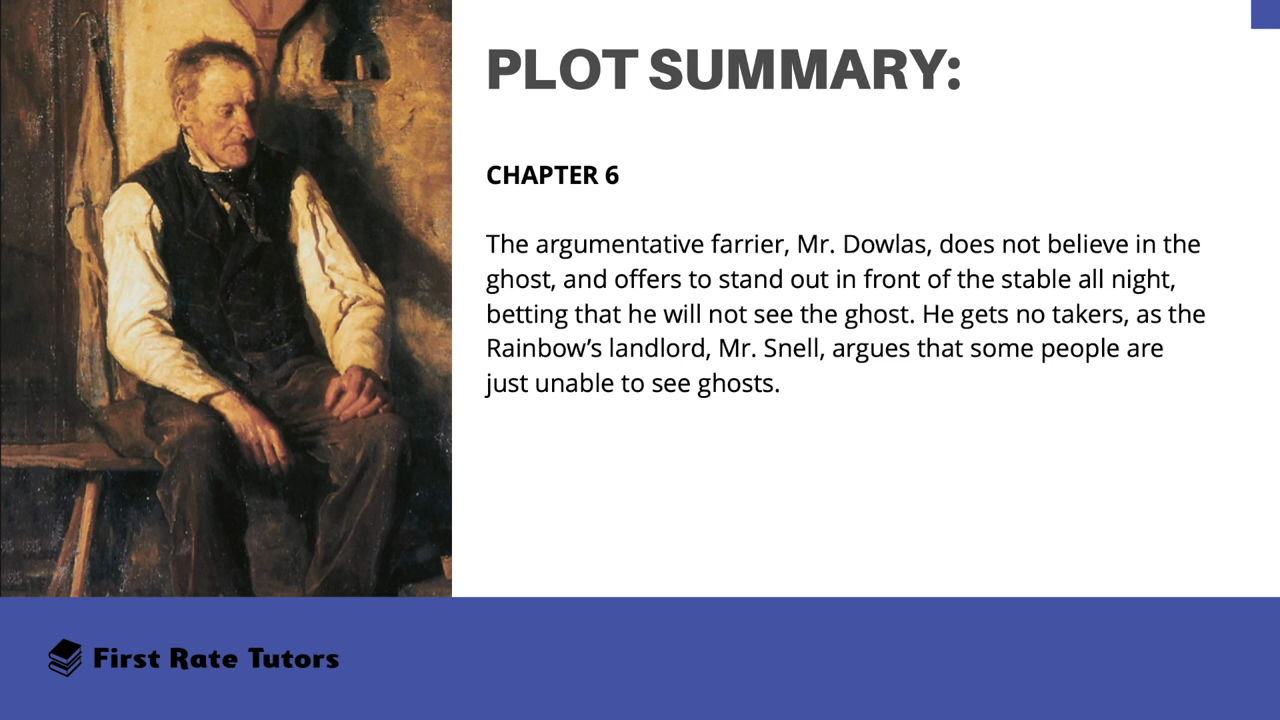 PLOT SUMMARY:
CHAPTER 6
The argumentative farrier, Mr. Dowlas, does not believe in the
ghost, and offers to stand out in front of the stable all night,
betting that he will not see the ghost. He gets no takers, as the
Rainbow’s landlord, Mr. Snell, argues that some people are
just unable to see ghosts.
First Rate Tutors